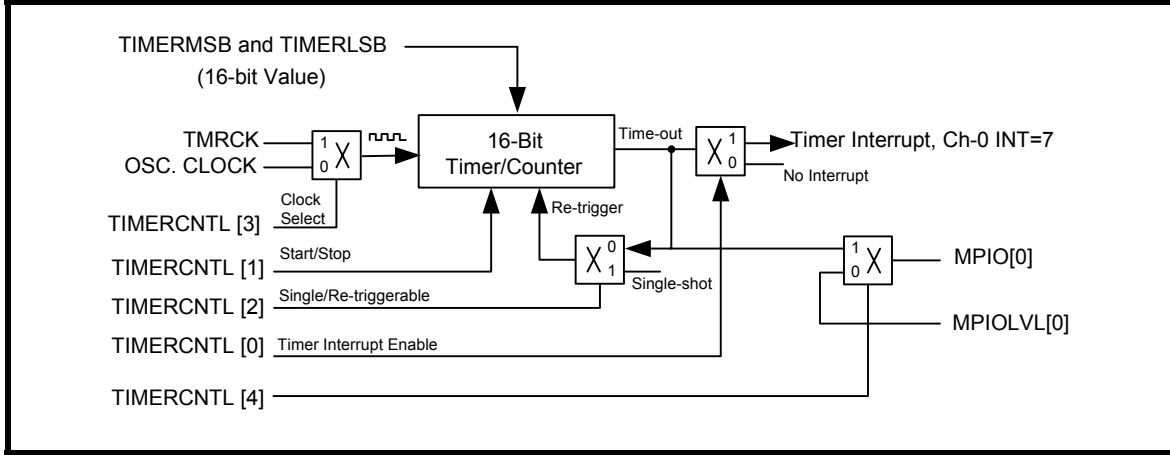 TIMERMSB and TIMERLSB
(16-bit Value)
TMRCK
OSC. CLOCK
1
0
X
Clock
Select
TIMERCNTL [3]
16-Bit
Timer/Counter
Time-out
X
1
0
Timer Interrupt, Ch-0 INT=7
No Interrupt
Re-trigger
TIMERCNTL [1]
Start/Stop
X
0
1
Single-shot
1
0
X
MPIO[0]
TIMERCNTL [2]
Single/Re-triggerable
MPIOLVL[0]
TIMERCNTL [0]
Timer Interrupt Enable
TIMERCNTL [4]